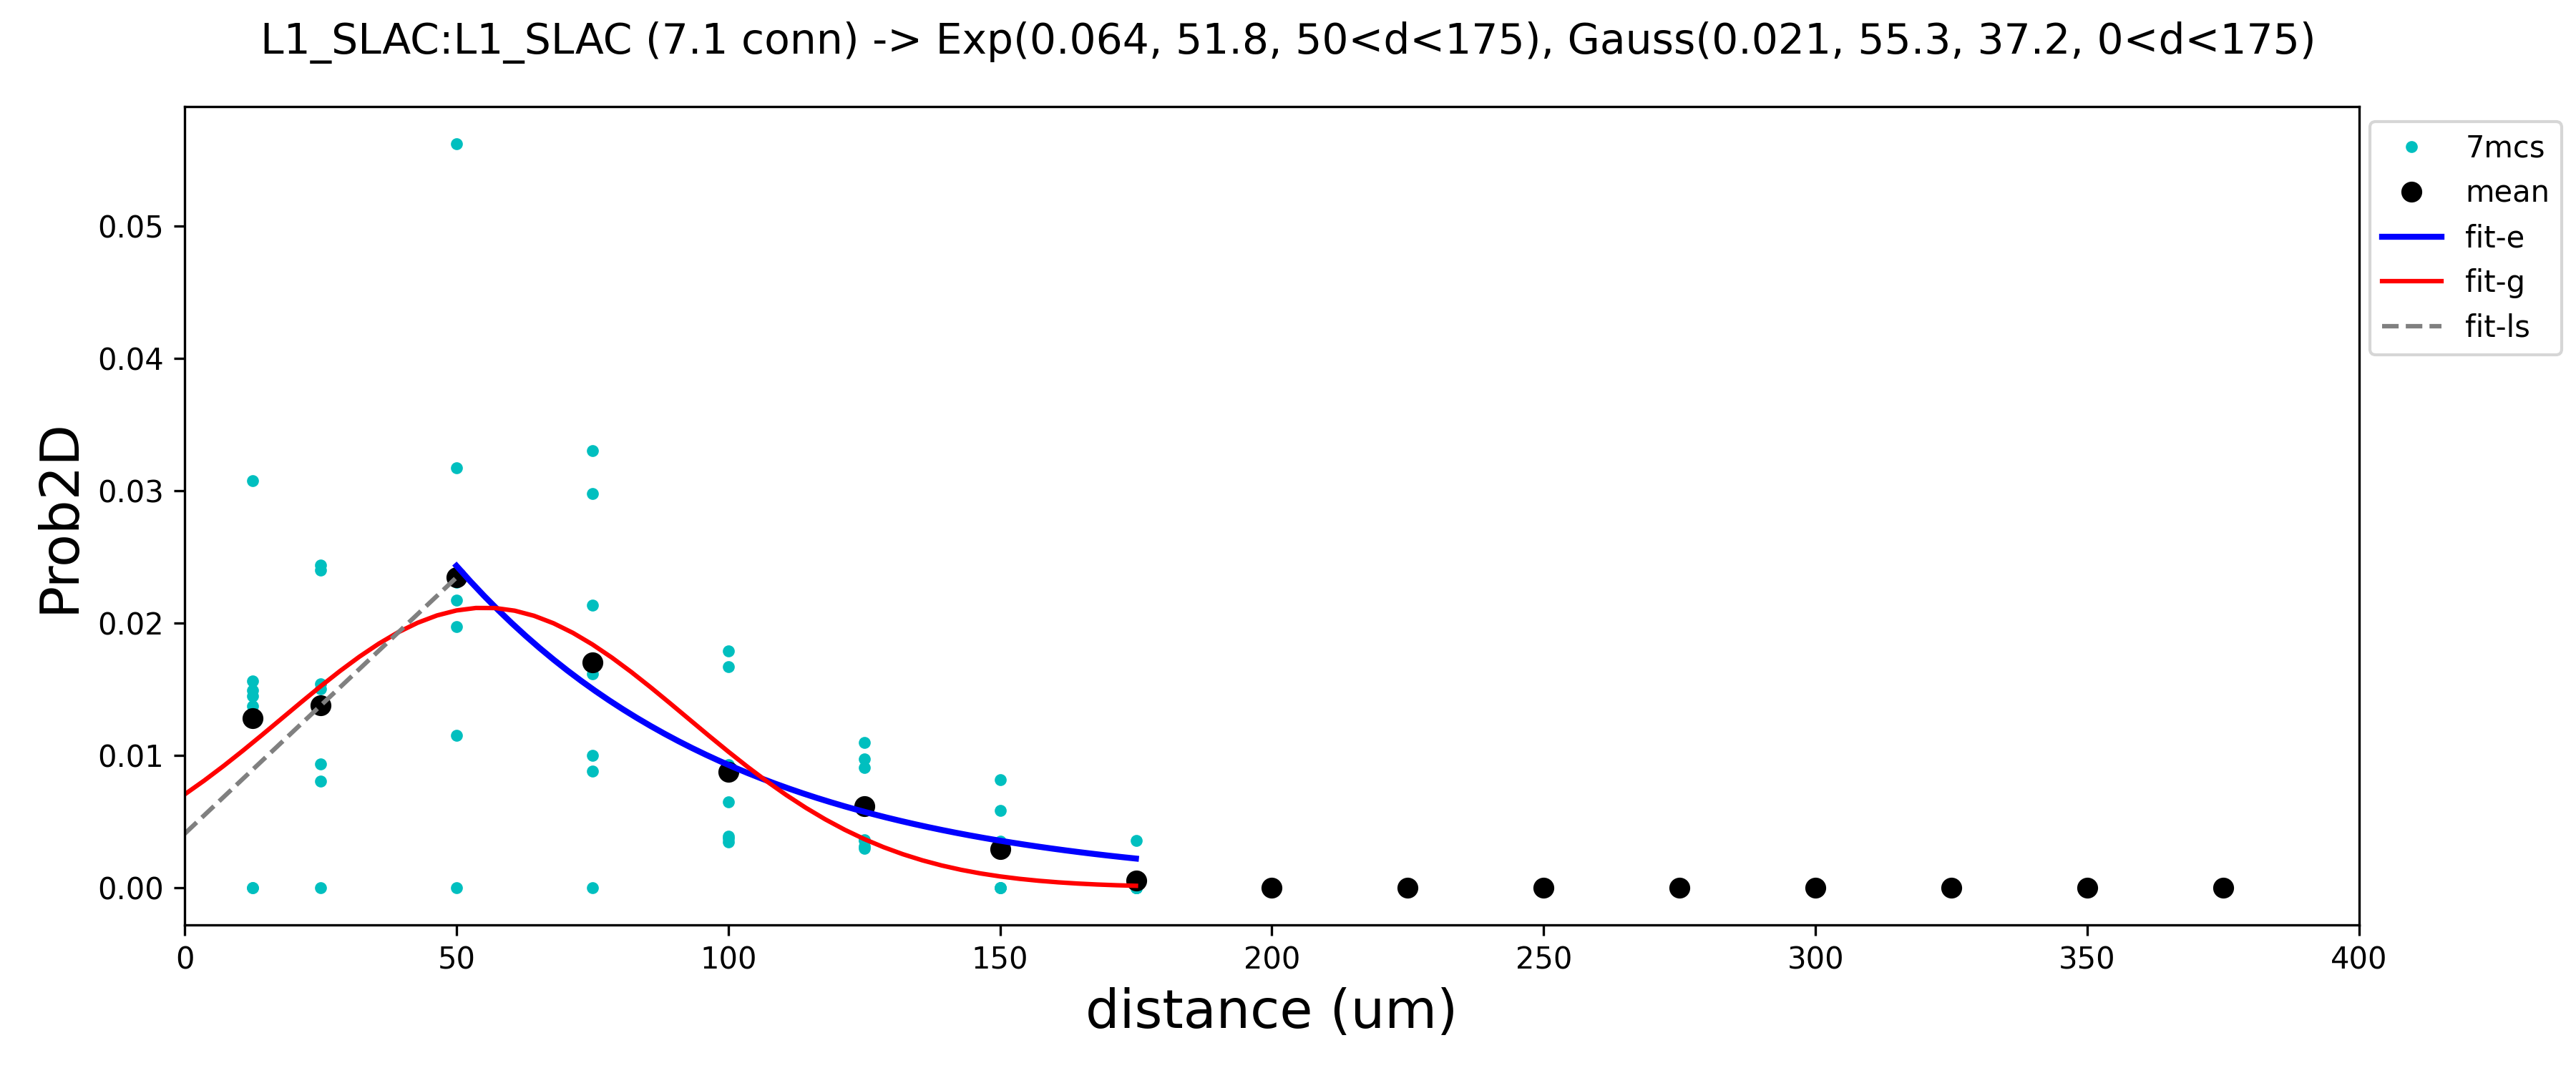 L1_SLAC:L1_SLAC (7.1 conn) -> Exp(0.064, 51.8, 50<d<175), Gauss(0.021, 55.3, 37.2, 0<d<175)
7mcs
mean
fit-e
fit-g
fit-ls
Prob2D
0.05
0.04
0.03
0.02
0.01
0.00
0 50 100 150 200 250 300 350 400
distance (um)